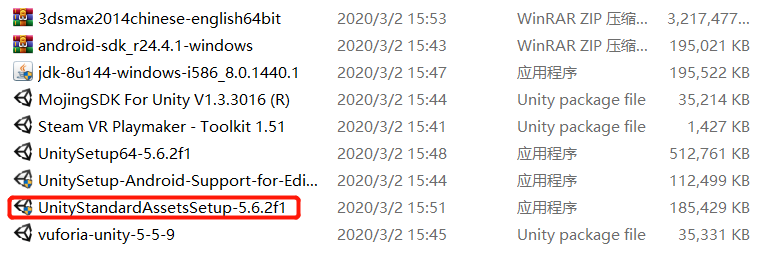 3dsmax2014chinese-english64bit 2020/3/2 15:53 WinRAR ZIP 压缩... 3,217,477...
android-sdk_r24.4.1-windows 2020/3/2 15:45 WinRAR ZIP 压缩... 195,021 KB
jdk-8u144-windows-i586_8.0.1440.1 2020/3/2 15:47 应用程序 195,522 KB
MojingSDK For Unity V1.3.3016 (R) 2020/3/2 15:44 Unity package file 35,214 KB
Steam VR Playmaker - Toolkit 1.51 2020/3/2 15:41 Unity package file 1,427 KB
UnitySetup64-5.6.2f1 2020/3/2 15:48 应用程序 512,761 KB
UnitySetup-Android-Support-for-Edi... 2020/3/2 15:44 应用程序 112,499 KB
UnityStandardAssetsSetup-5.6.2f1 2020/3/2 15:51 应用程序 185,429 KB
vuforia-unity-5-5-9 2020/3/2 15:45 Unity package file 35,331 KB